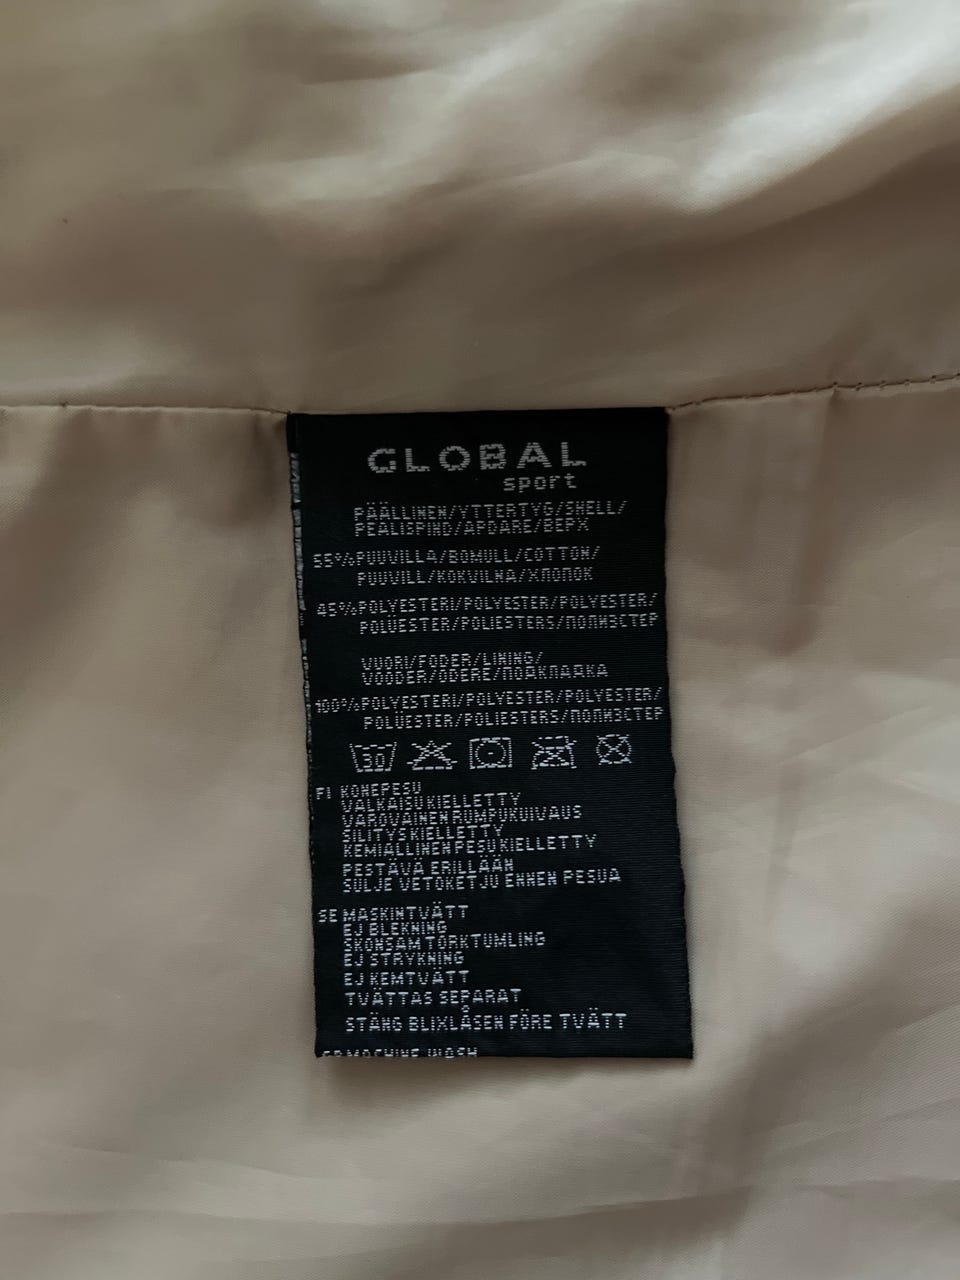 GLOBAL
sport
PÄÄLLINEN/YTTERTYG/SHELL/
PEALISPIND/APDARE/ВЕРХ
55%PUUVILLA/BOMULL/COTTON/
PUUVILL/KOKVILNA/ХЛОПОК
45%POLYESTERI/POLYESTER/POLYESTER/
POLÜESTER/POLIESTERS/ПОЛИЭСТЕР
VUORI/FODER/LINING/
VOODER/ODERE/ПОДКЛАДКА
100%POLYESTERI/POLYESTER/POLYESTER/
POLÜESTER/POLIESTERS/ПОЛИЭСТЕР
30
FI KONEPESU
VALKAISU KIELLETTY
VAROVAINEN RUMPUKUIVAUS
SILITYS KIELLETTY
KEMIALLINEN PESU KIELLETTY
PESTÄVÄ ERILLÄÄN
SULJE VETOKETJU ENNEN PESUA
SE MASKINTVÄTT
EJ BLEKNING
SKONSAM TORKTUMLING
EJ STRYKNING
EJ KEMTVÄTT
TVÄTTAS SEPARAT
STÄNG BLIXLÅSEN FÖRE TVÄTT
MACHINE WASH